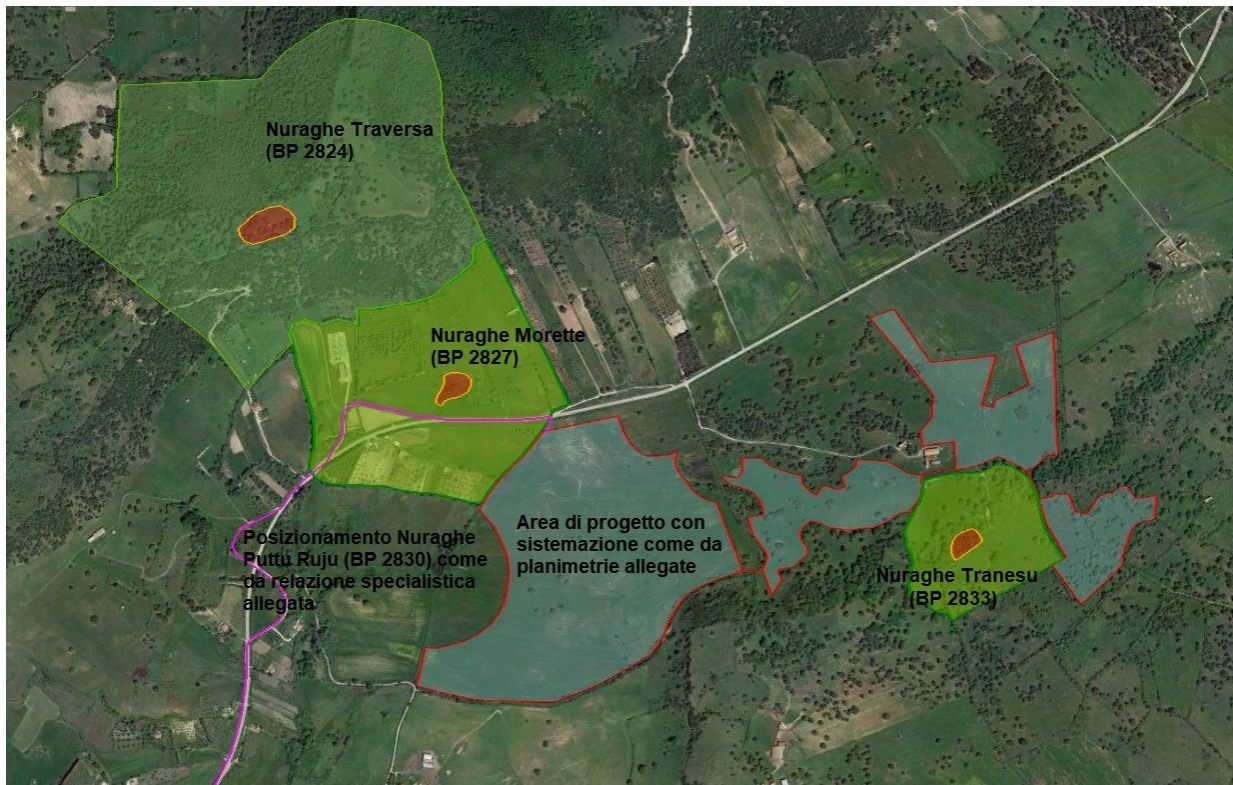 Nuraghe Traversa
(BP 2824)
Nuraghe Morette
(BP 2827)
Posizionamento Nuraghe
Puttu Ruju (BP 2830) come
da relazione specialistica
allegata
Area di progetto con
sistemazione come da
planimetrie allegate
Nuraghe Tranesu
(BP 2833)